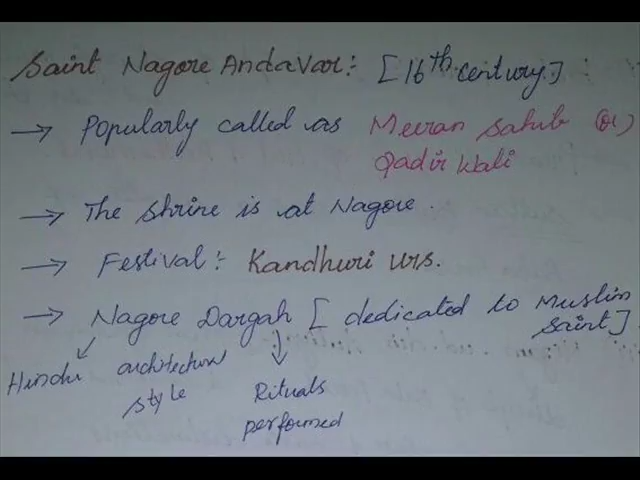 Saint Nagore Andavar:- [16th century]
→ Popularly called as Meeran Sahib (or)
Qadir Wali
→ The shrine is at Nagore.
→ Festival:- Kandhuri urs.
→ Nagore Dargah [dedicated to Muslim
saint].
Hindu architecture
style
Rituals
performed